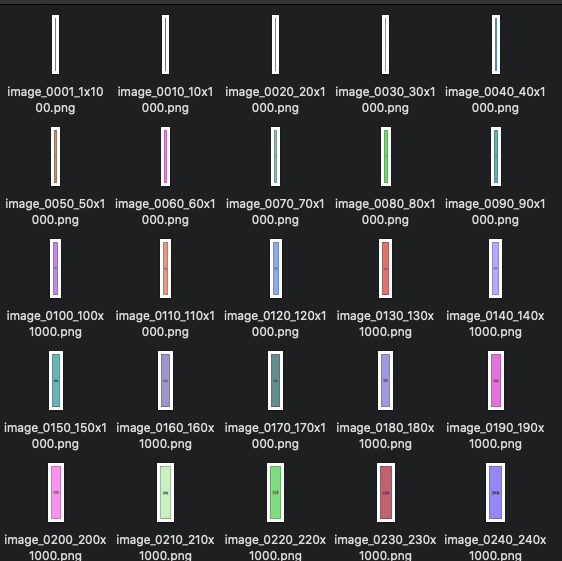 image_0001_1x10
00.png
image_0010_10x1
000.png
image_0020_20x1
000.png
image_0030_30x1
000.png
image_0040_40x1
000.png
image_0050_50x1
000.png
image_0060_60x1
000.png
image_0070_70x1
000.png
image_0080_80x1
000.png
image_0090_90x1
000.png
image_0100_100x
1000.png
image_0110_110x1
000.png
image_0120_120x1
000.png
image_0130_130x
1000.png
image_0140_140x
1000.png
image_0150_150x1
000.png
image_0160_160x
1000.png
image_0170_170x1
000.png
image_0180_180x
1000.png
image_0190_190x
1000.png
image_0200_200x
1000.png
image_0210_210x
1000.png
image_0220_220x
1000.png
image_0230_230x
1000.png
image_0240_240x
1000.png